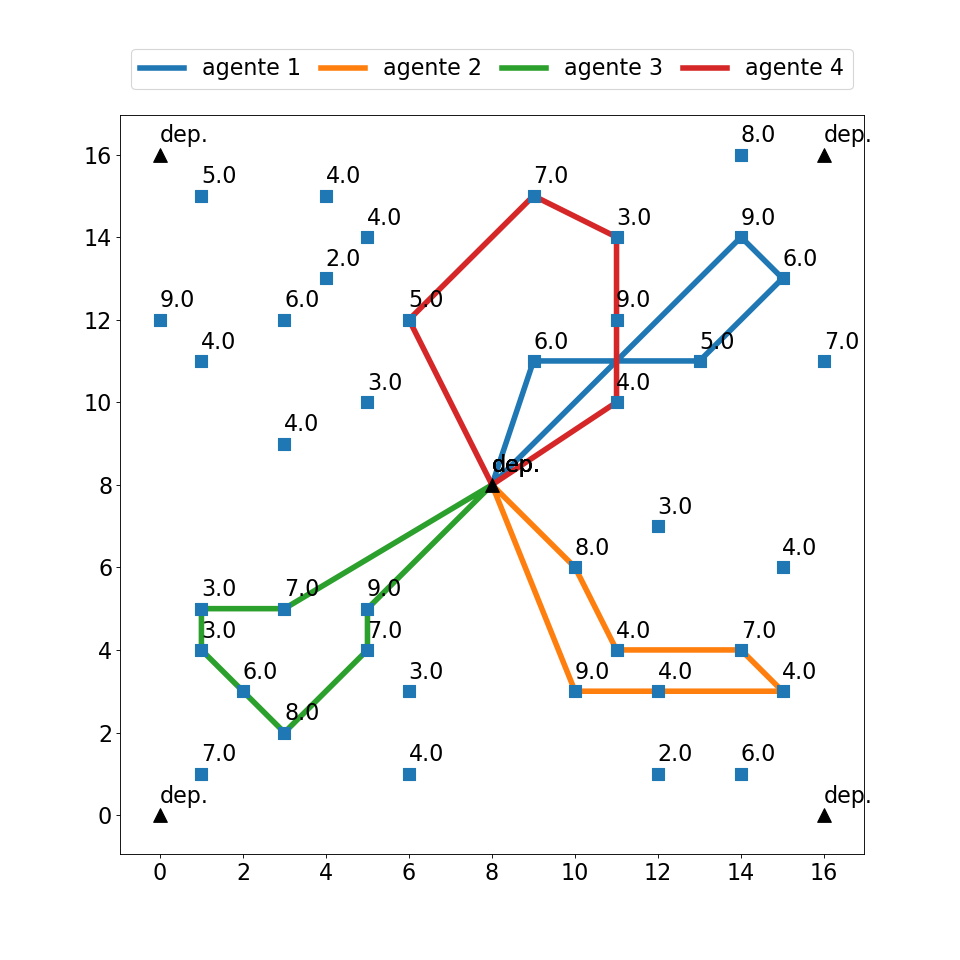 agente 1 agente 2 agente 3 agente 4
dep. 8.0 dep.
16
5.0 4.0 7.0
4.0 3.0 9.0
14
2.0 6.0
9.0 6.0 5.0 9.0
12
4.0 6.0 5.0 7.0
3.0 4.0
10
4.0
dep. dep.
8
3.0
8.0 4.0
6
3.0 7.0 9.0
3.0 7.0 4.0 7.0
4
6.0 3.0 9.0 4.0 4.0
8.0
2
7.0 4.0 2.0 6.0
dep. dep.
0
0 2 4 6 8 10 12 14 16